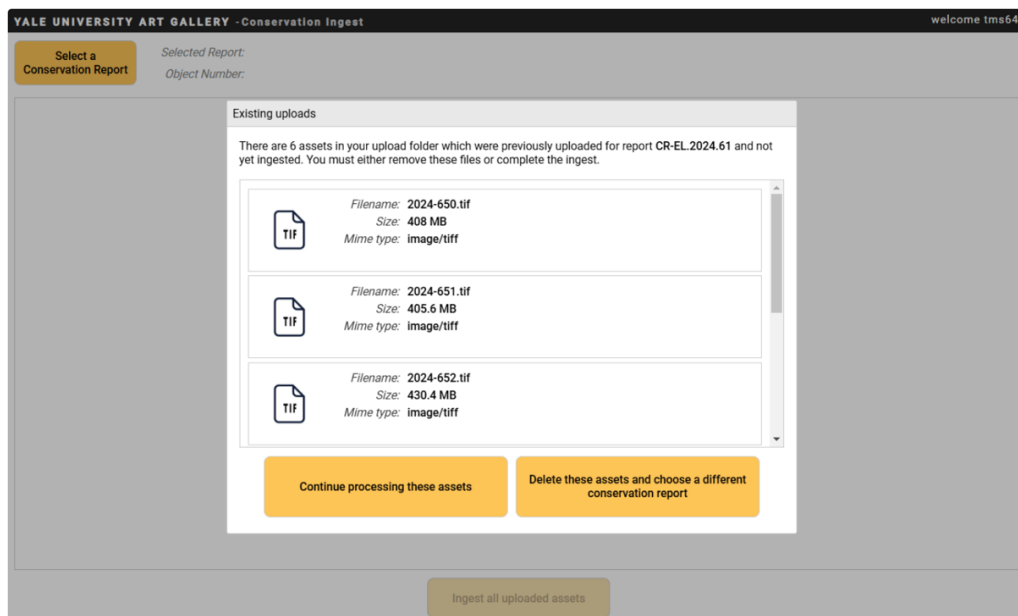 YALE UNIVERSITY ART GALLERY - Conservation Ingest
welcome tms64
Select a
Conservation Report
Selected Report:
Object Number:
Existing uploads
There are 6 assets in your upload folder which were previously uploaded for report CR-EL.2024.61 and not
yet ingested. You must either remove these files or complete the ingest.
TIF
Filename: 2024-650.tif
Size: 408 MB
Mime type: image/tiff
TIF
Filename: 2024-651.tif
Size: 405.6 MB
Mime type: image/tiff
TIF
Filename: 2024-652.tif
Size: 430.4 MB
Mime type: image/tiff
Continue processing these assets
Delete these assets and choose a different
conservation report
Ingest all uploaded assets